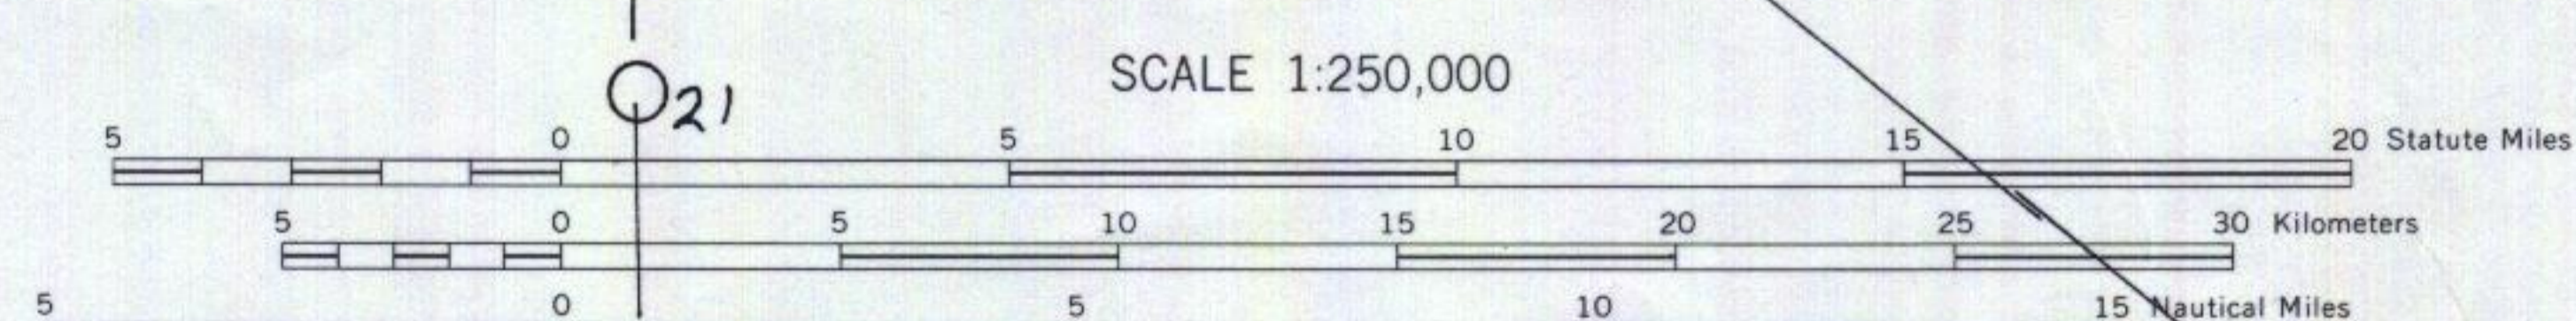 SCALE 1:250,000
21
5 0 5 10 15 20 Statute Miles
5 0 5 10 15 20 25 30 Kilometers
5 0 5 10 15 Nautical Miles